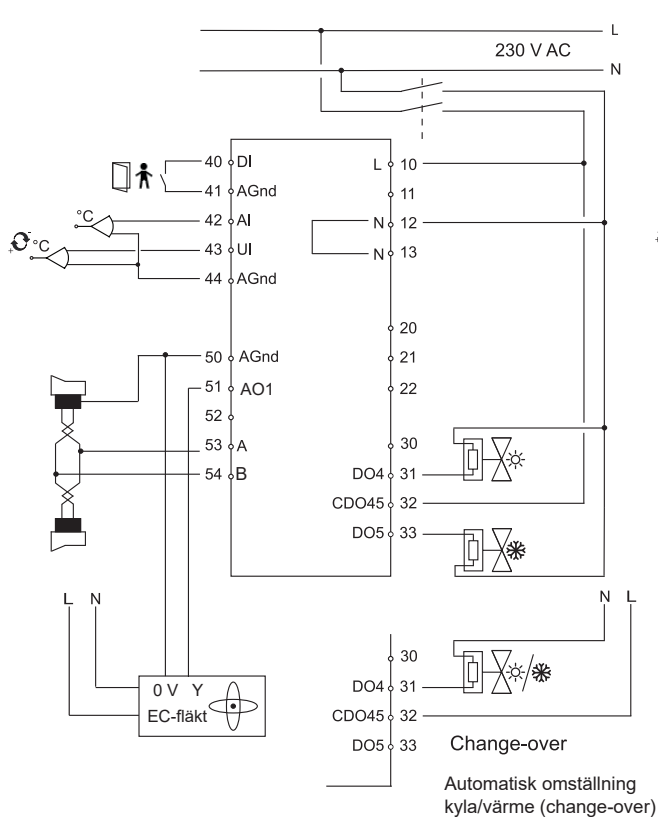 L
230 V AC
N
40 DI
L 10
41 AGnd
11
°C
42 AI
N 12
°C
43 UI
N 13
44 AGnd
20
50 AGnd
21
51 AO1
22
52
30
53 A
54 B
DO4 31
CDO45 32
DO5 33
L N
N L
30
0 V Y
DO4 31
EC-fläkt
CDO45 32
DO5 33
Change-over
Automatisk omställning
kyla/värme (change-over)